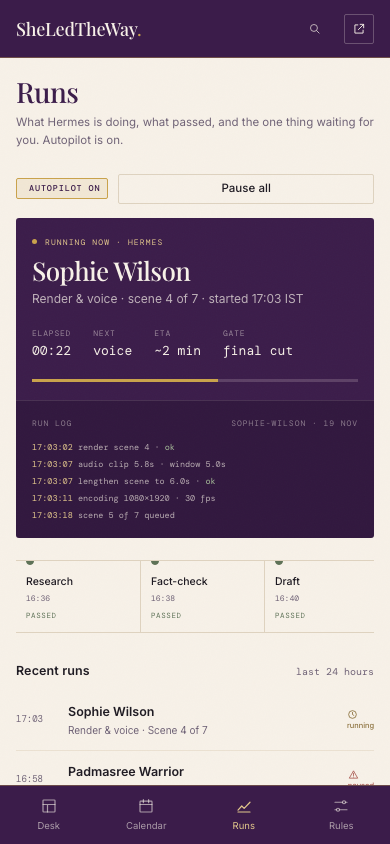 SheLedTheWay.
Runs
What Hermes is doing, what passed, and the one thing waiting for
you. Autopilot is on.
AUTOPILOT ON
Pause all
RUNNING NOW · HERMES
Sophie Wilson
Render & voice · scene 4 of 7 · started 17:03 IST
ELAPSED NEXT ETA GATE
00:22 voice ~2 min final cut
RUN LOG SOPHIE-WILSON · 19 NOV
17:03:02 render scene 4 · ok
17:03:07 audio clip 5.8s · window 5.0s
17:03:07 lengthen scene to 6.0s · ok
17:03:11 encoding 1080×1920 · 30 fps
17:03:18 scene 5 of 7 queued
Research Fact-check Draft
16:36 16:38 16:40
PASSED PASSED PASSED
Recent runs last 24 hours
17:03 Sophie Wilson
Render & voice · Scene 4 of 7
running
16:58 Padmasree Warrior
Desk Calendar Runs Rules